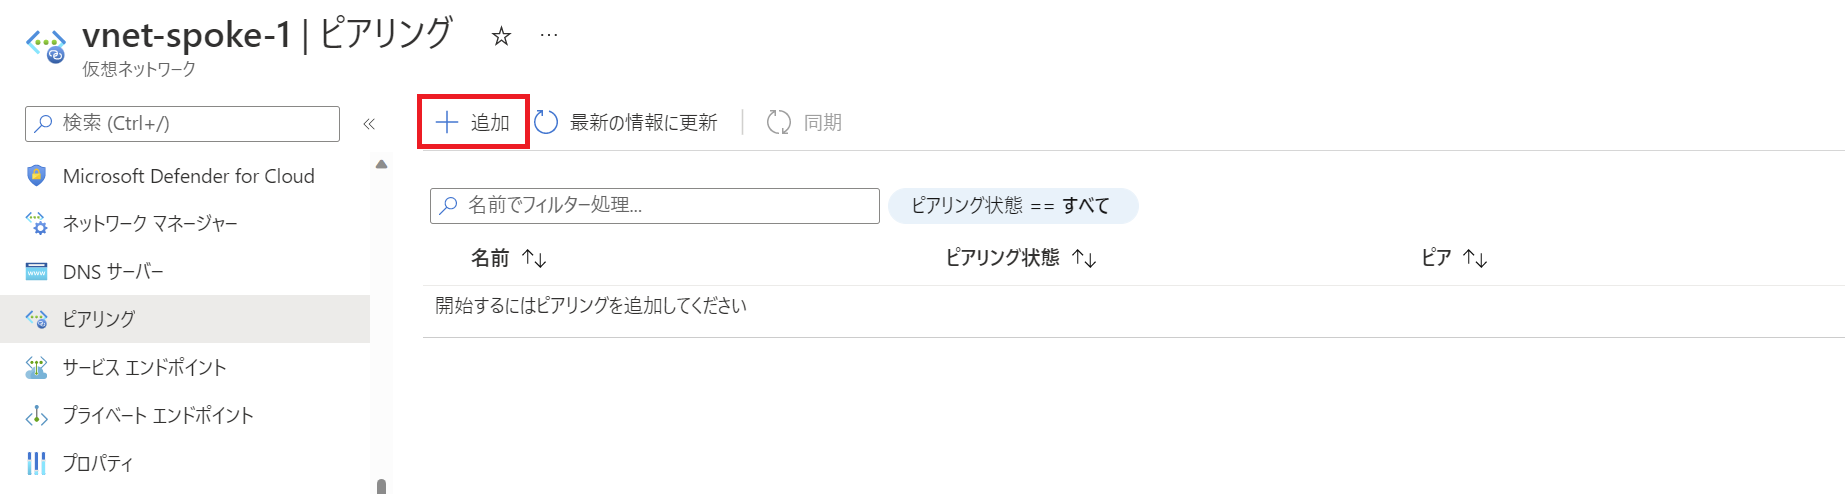 vnet-spoke-1 | ピアリング ☆ …
仮想ネットワーク
検索 (Ctrl+/) «
Microsoft Defender for Cloud
ネットワーク マネージャー
DNS サーバー
ピアリング
サービス エンドポイント
プライベート エンドポイント
プロパティ
＋ 追加 最新の情報に更新 | 同期
名前でフィルター処理... ピアリング状態 == すべて
名前 ↑↓ ピアリング状態 ↑↓ ピア ↑↓
開始するにはピアリングを追加してください